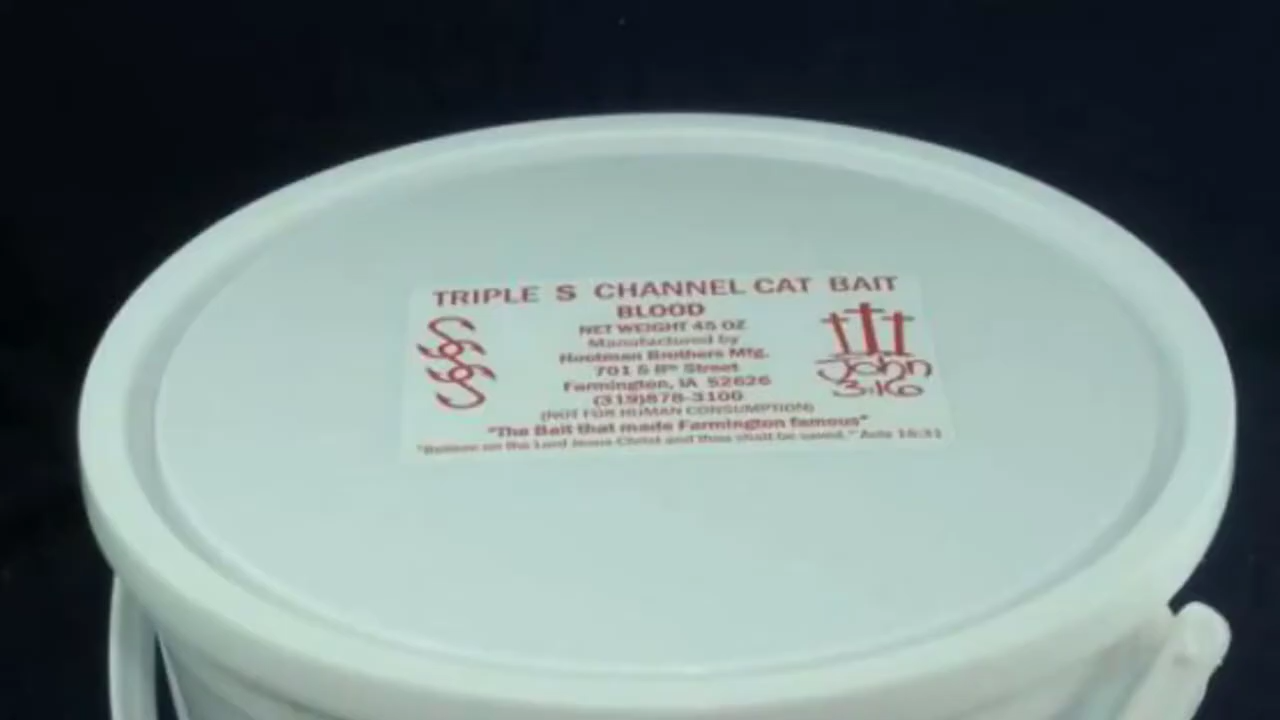 TRIPLE S CHANNEL CAT BAIT
BLOOD
NET WEIGHT 45 OZ
Manufactured by
Hootman Brothers Mfg.
701 S 8th Street
Farmington, IA 52626
(319)878-3100
(NOT FOR HUMAN CONSUMPTION)
"The Bait that made Farmington famous"
"Believe on the Lord Jesus Christ and thou shalt be saved." Acts 16:31
SSS
John
3:16